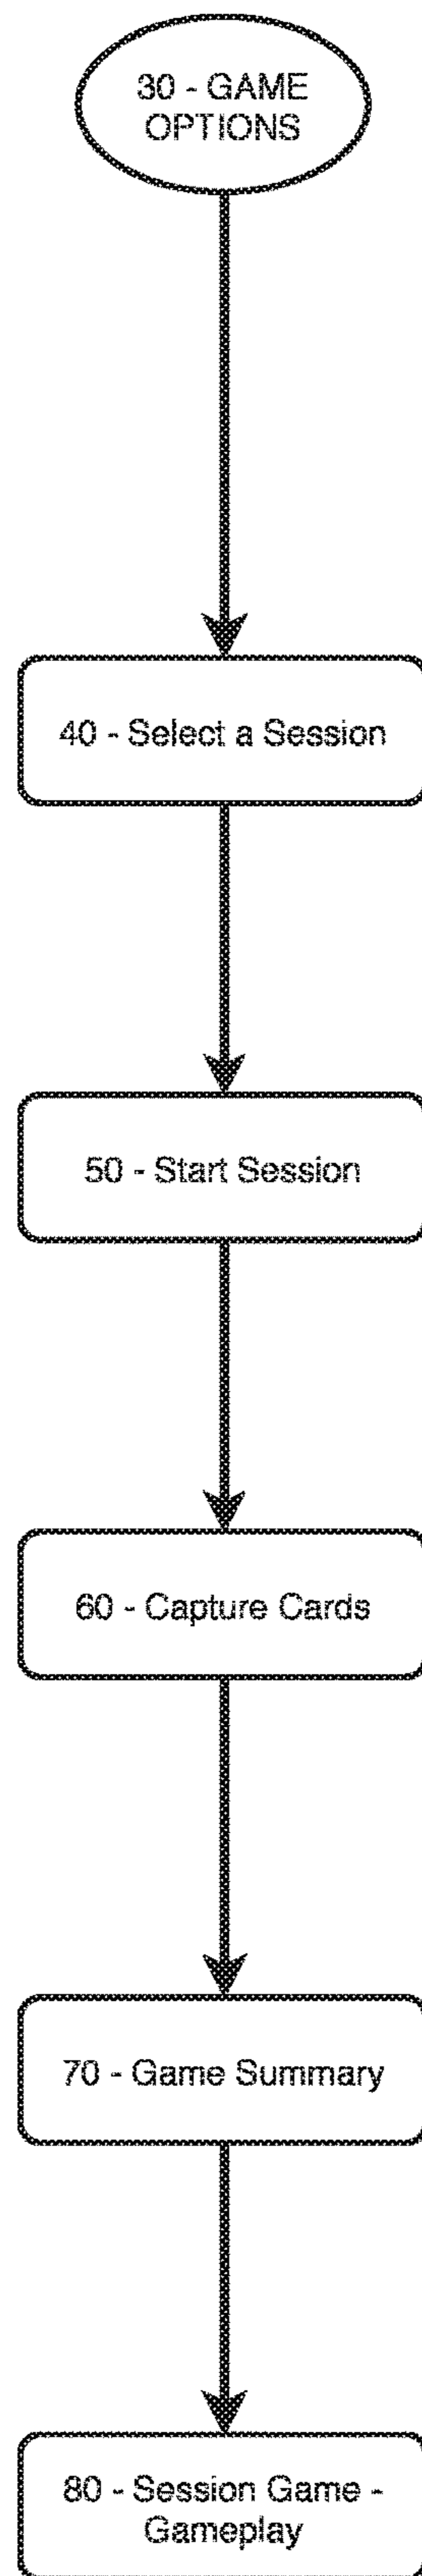 30 - GAME
OPTIONS
40 - Select a Session
50 - Start Session
60 - Capture Cards
70 - Game Summary
80 - Session Game -
Gameplay